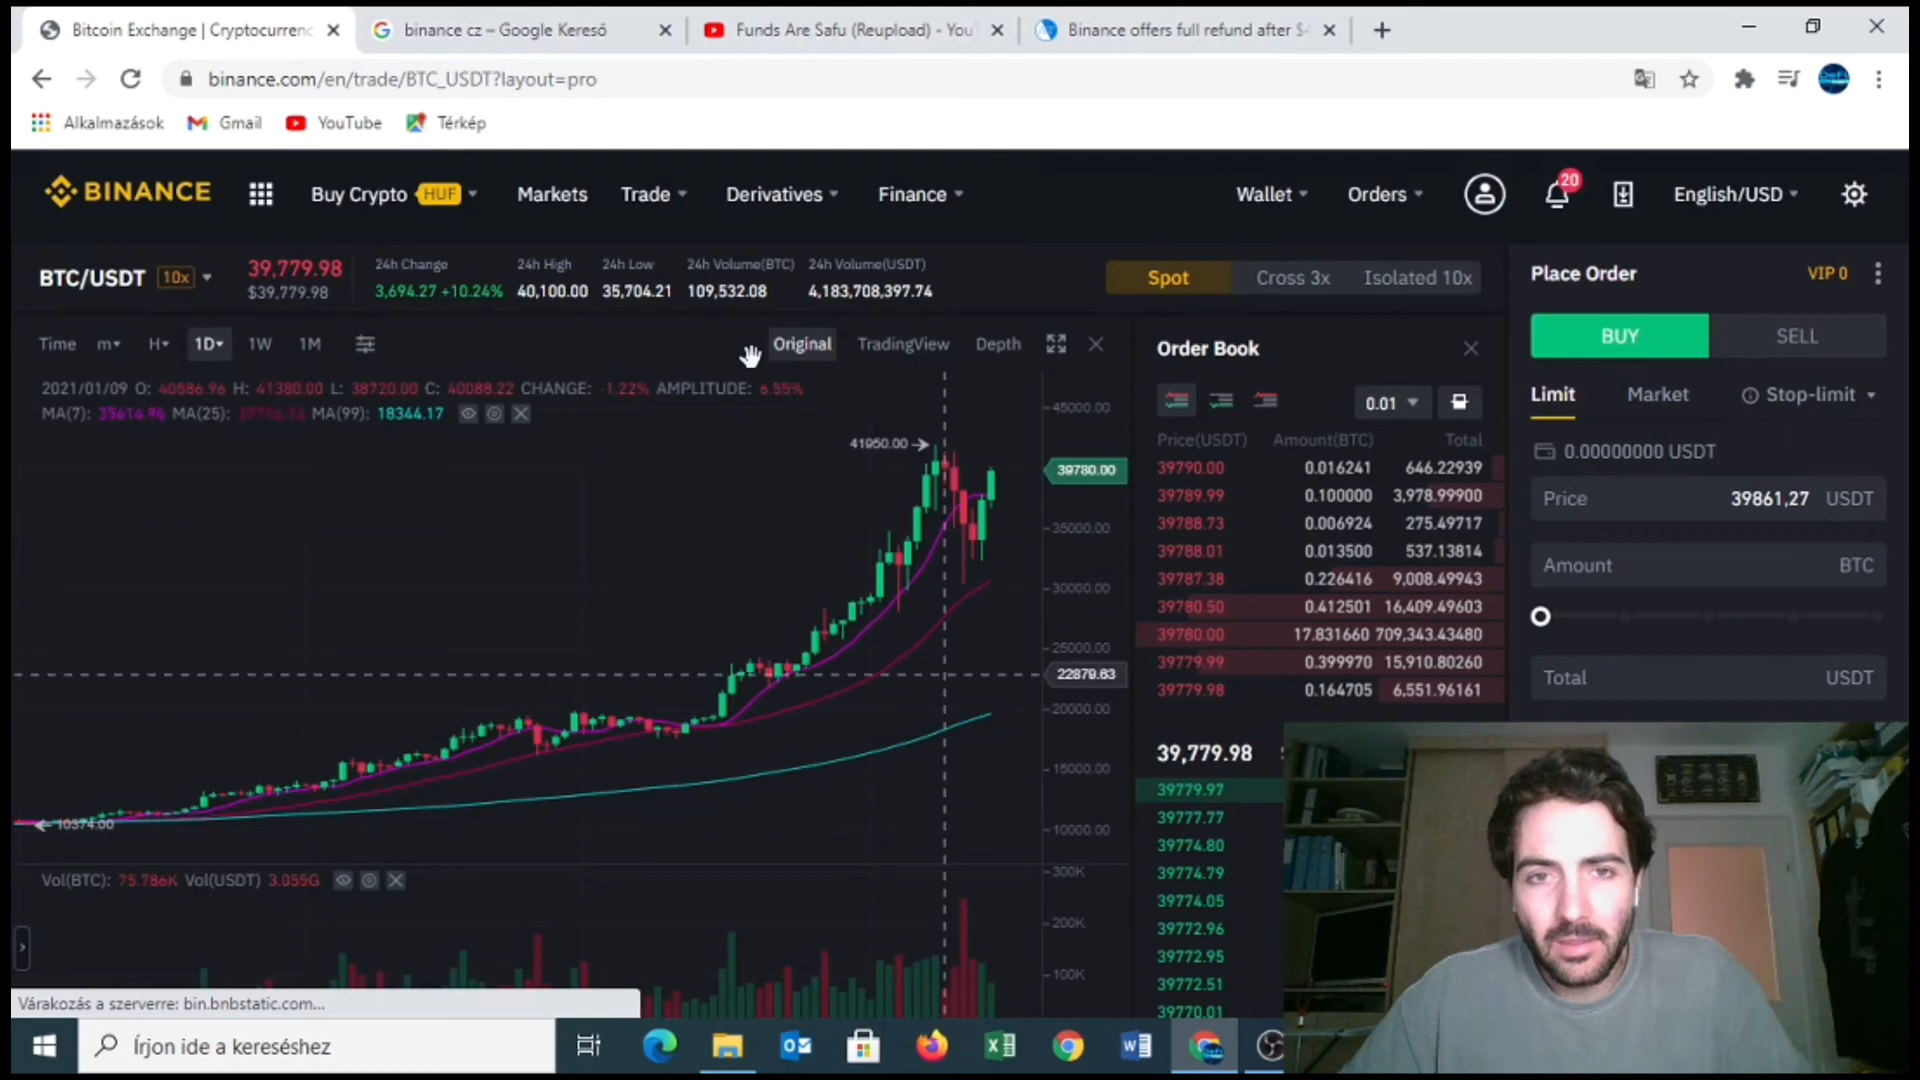 Bitcoin Exchange | Cryptocurrenc
binance cz – Google Kereső
Funds Are Safu (Reupload) - You
Binance offers full refund after $4
binance.com/en/trade/BTC_USDT?layout=pro
Alkalmazások
Gmail
YouTube
Térkép
BINANCE
Buy Crypto HUF
Markets
Trade
Derivatives
Finance
Wallet
Orders
20
English/USD
BTC/USDT 10x
39,779.98
$39,779.98
24h Change
3,694.27 +10.24%
24h High
40,100.00
24h Low
35,704.21
24h Volume(BTC)
109,532.08
24h Volume(USDT)
4,183,708,397.74
Spot
Cross 3x
Isolated 10x
Time m H 1D 1W 1M
Original TradingView Depth
2021/01/09 O: 40586.96 H: 41380.00 L: 38720.00 C: 40088.22 CHANGE: -1.22% AMPLITUDE: 6.55%
MA(7): MA(25): MA(99): 18344.17
45000.00
41950.00
39780.00
35000.00
30000.00
25000.00
22879.63
20000.00
15000.00
10374.00
10000.00
Vol(BTC): 75.786K Vol(USDT) 3.055G
300K
200K
100K
Order Book
0.01
Price(USDT) Amount(BTC) Total
39790.00 0.016241 646.22939
39789.99 0.100000 3,978.99900
39788.73 0.006924 275.49717
39788.01 0.013500 537.13814
39787.38 0.226416 9,008.49943
39780.50 0.412501 16,409.49603
39780.00 17.831660 709,343.43480
39779.99 0.399970 15,910.80260
39779.98 0.164705 6,551.96161
39,779.98
39779.97
39777.77
39774.80
39774.79
39774.05
39772.96
39772.95
39772.51
39770.01
Place Order
VIP 0
BUY
SELL
Limit
Market
Stop-limit
0.00000000 USDT
Price 39861,27 USDT
Amount BTC
Total USDT
Várakozás a szerverre: bin.bnbstatic.com...
Írjon ide a kereséshez